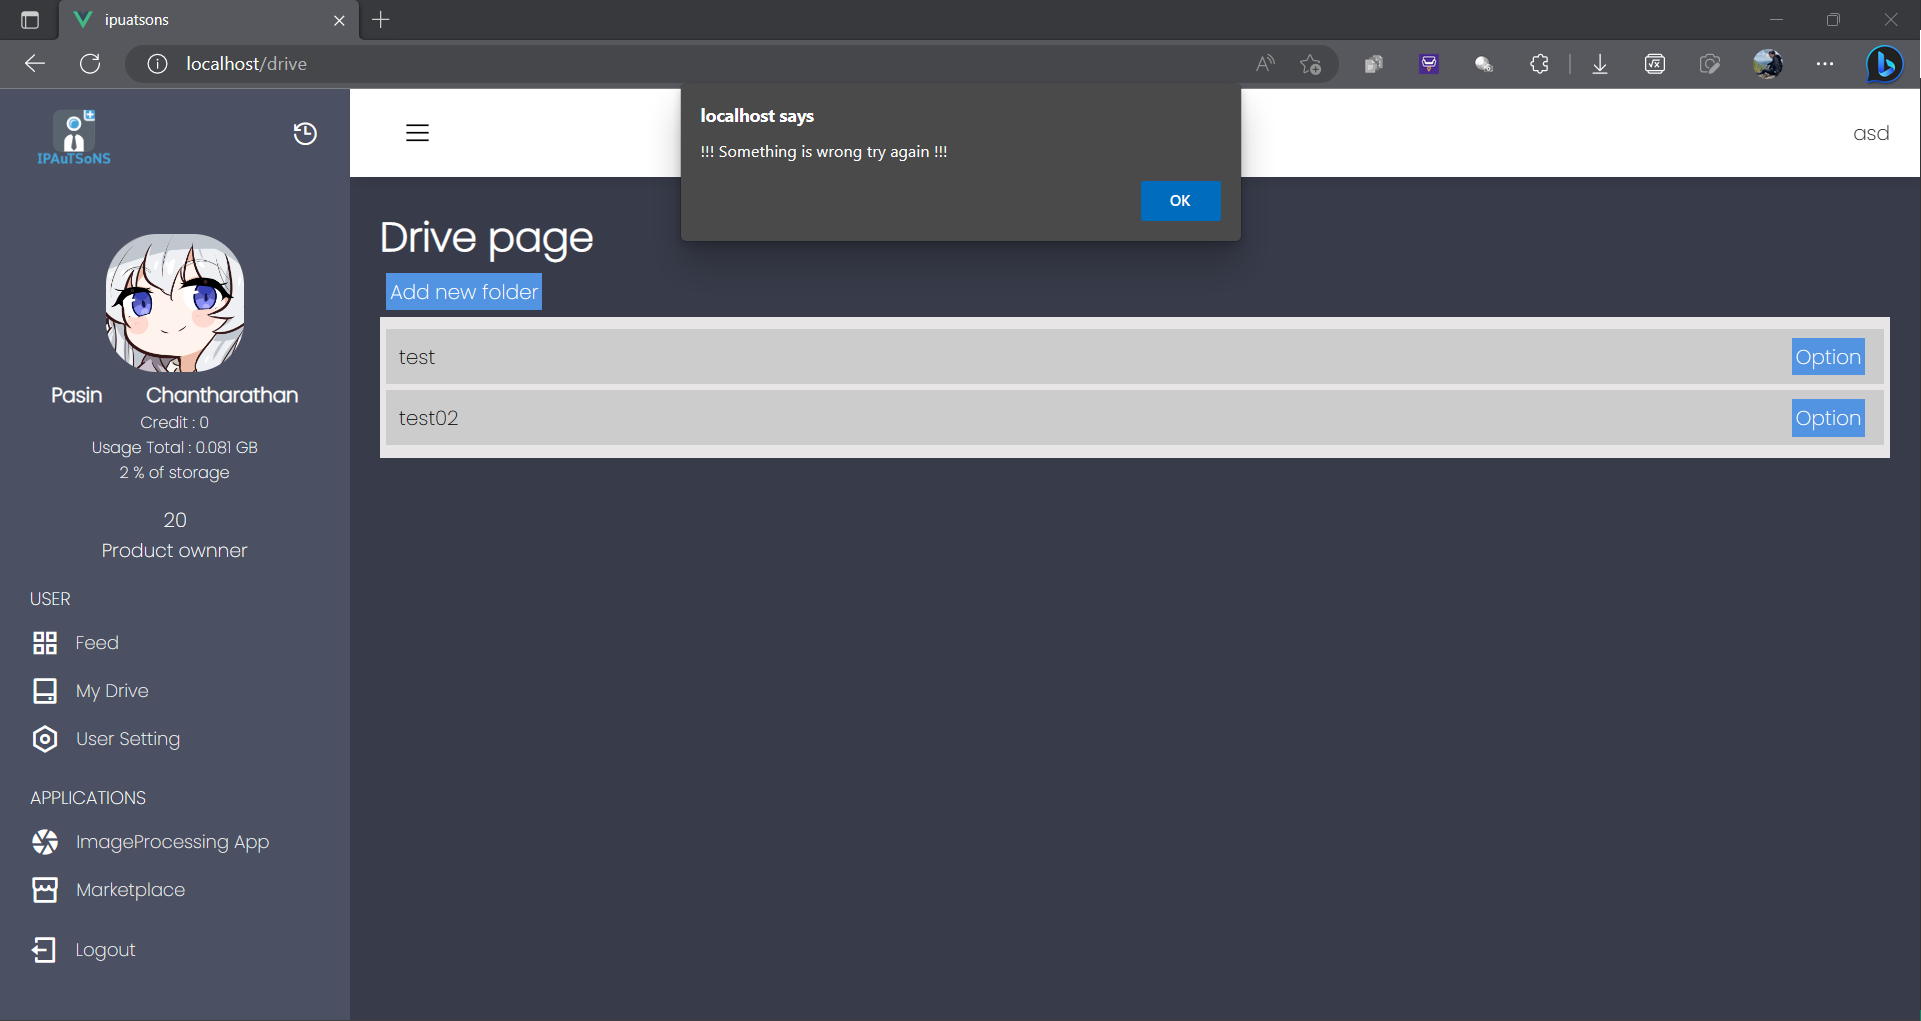 ipuatsons
localhost/drive
localhost says
!!! Something is wrong try again !!!
OK
IPAuTSoNS
asd
Drive page
Add new folder
test
Option
test02
Option
Pasin Chantharathan
Credit : 0
Usage Total : 0.081 GB
2 % of storage
20
Product ownner
USER
Feed
My Drive
User Setting
APPLICATIONS
ImageProcessing App
Marketplace
Logout